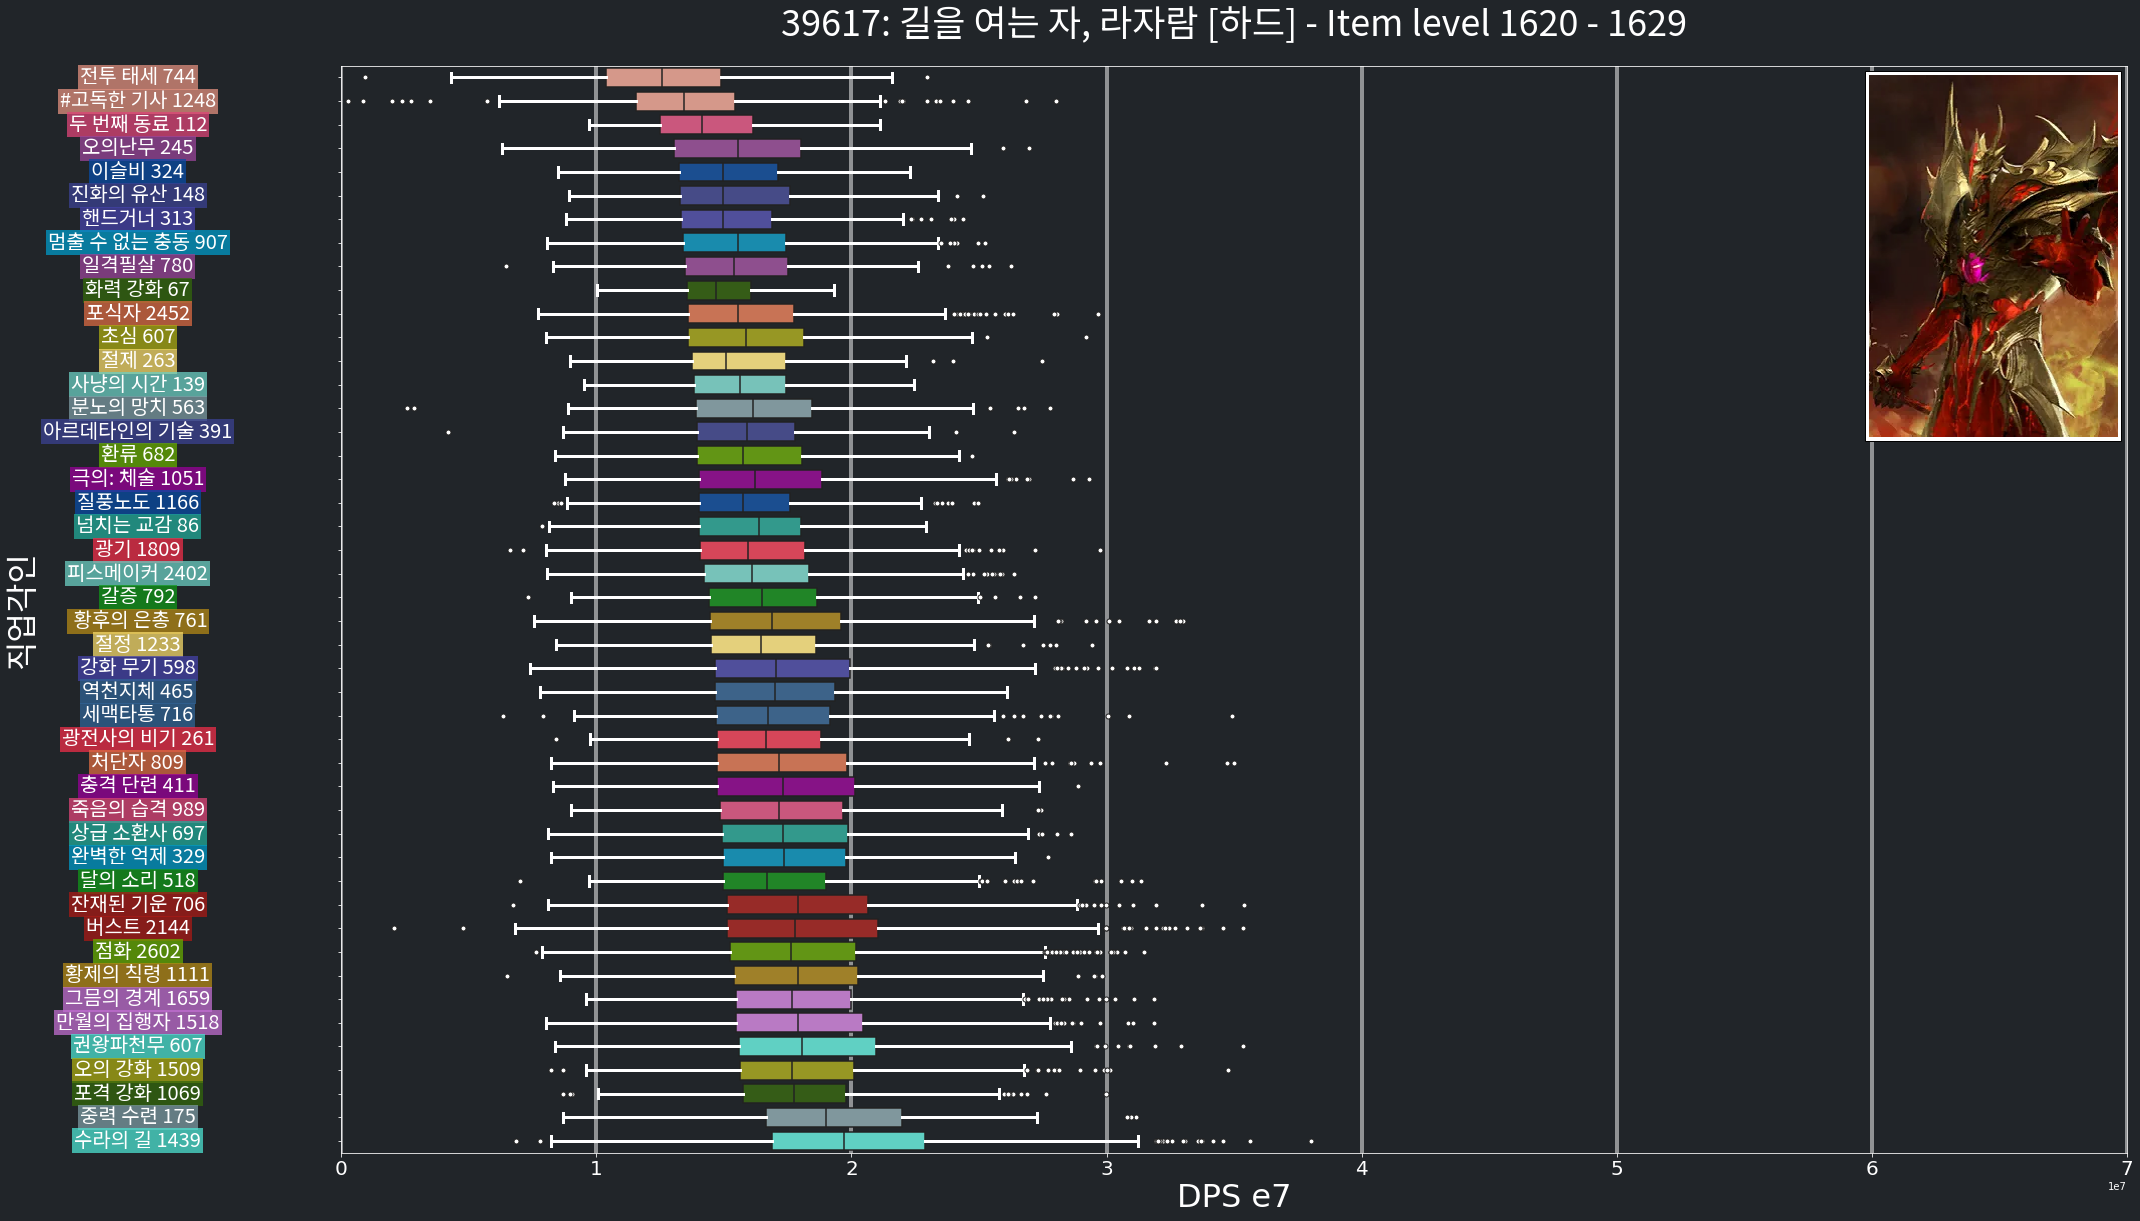 39617: 길을 여는 자, 라자람 [하드] - Item level 1620 - 1629
전투 태세 744
#고독한 기사 1248
두 번째 동료 112
오의난무 245
이슬비 324
진화의 유산 148
핸드거너 313
멈출 수 없는 충동 907
일격필살 780
화력 강화 67
포식자 2452
초심 607
절제 263
사냥의 시간 139
분노의 망치 563
아르데타인의 기술 391
환류 682
극의: 체술 1051
질풍노도 1166
넘치는 교감 86
광기 1809
피스메이커 2402
갈증 792
황후의 은총 761
절정 1233
강화 무기 598
역천지체 465
세맥타통 716
광전사의 비기 261
처단자 809
충격 단련 411
죽음의 습격 989
상급 소환사 697
완벽한 억제 329
달의 소리 518
잔재된 기운 706
버스트 2144
점화 2602
황제의 칙령 1111
그믐의 경계 1659
만월의 집행자 1518
권왕파천무 607
오의 강화 1509
포격 강화 1069
중력 수련 175
수라의 길 1439
직업각인
0 1 2 3 4 5 6 7
DPS e7
1e7